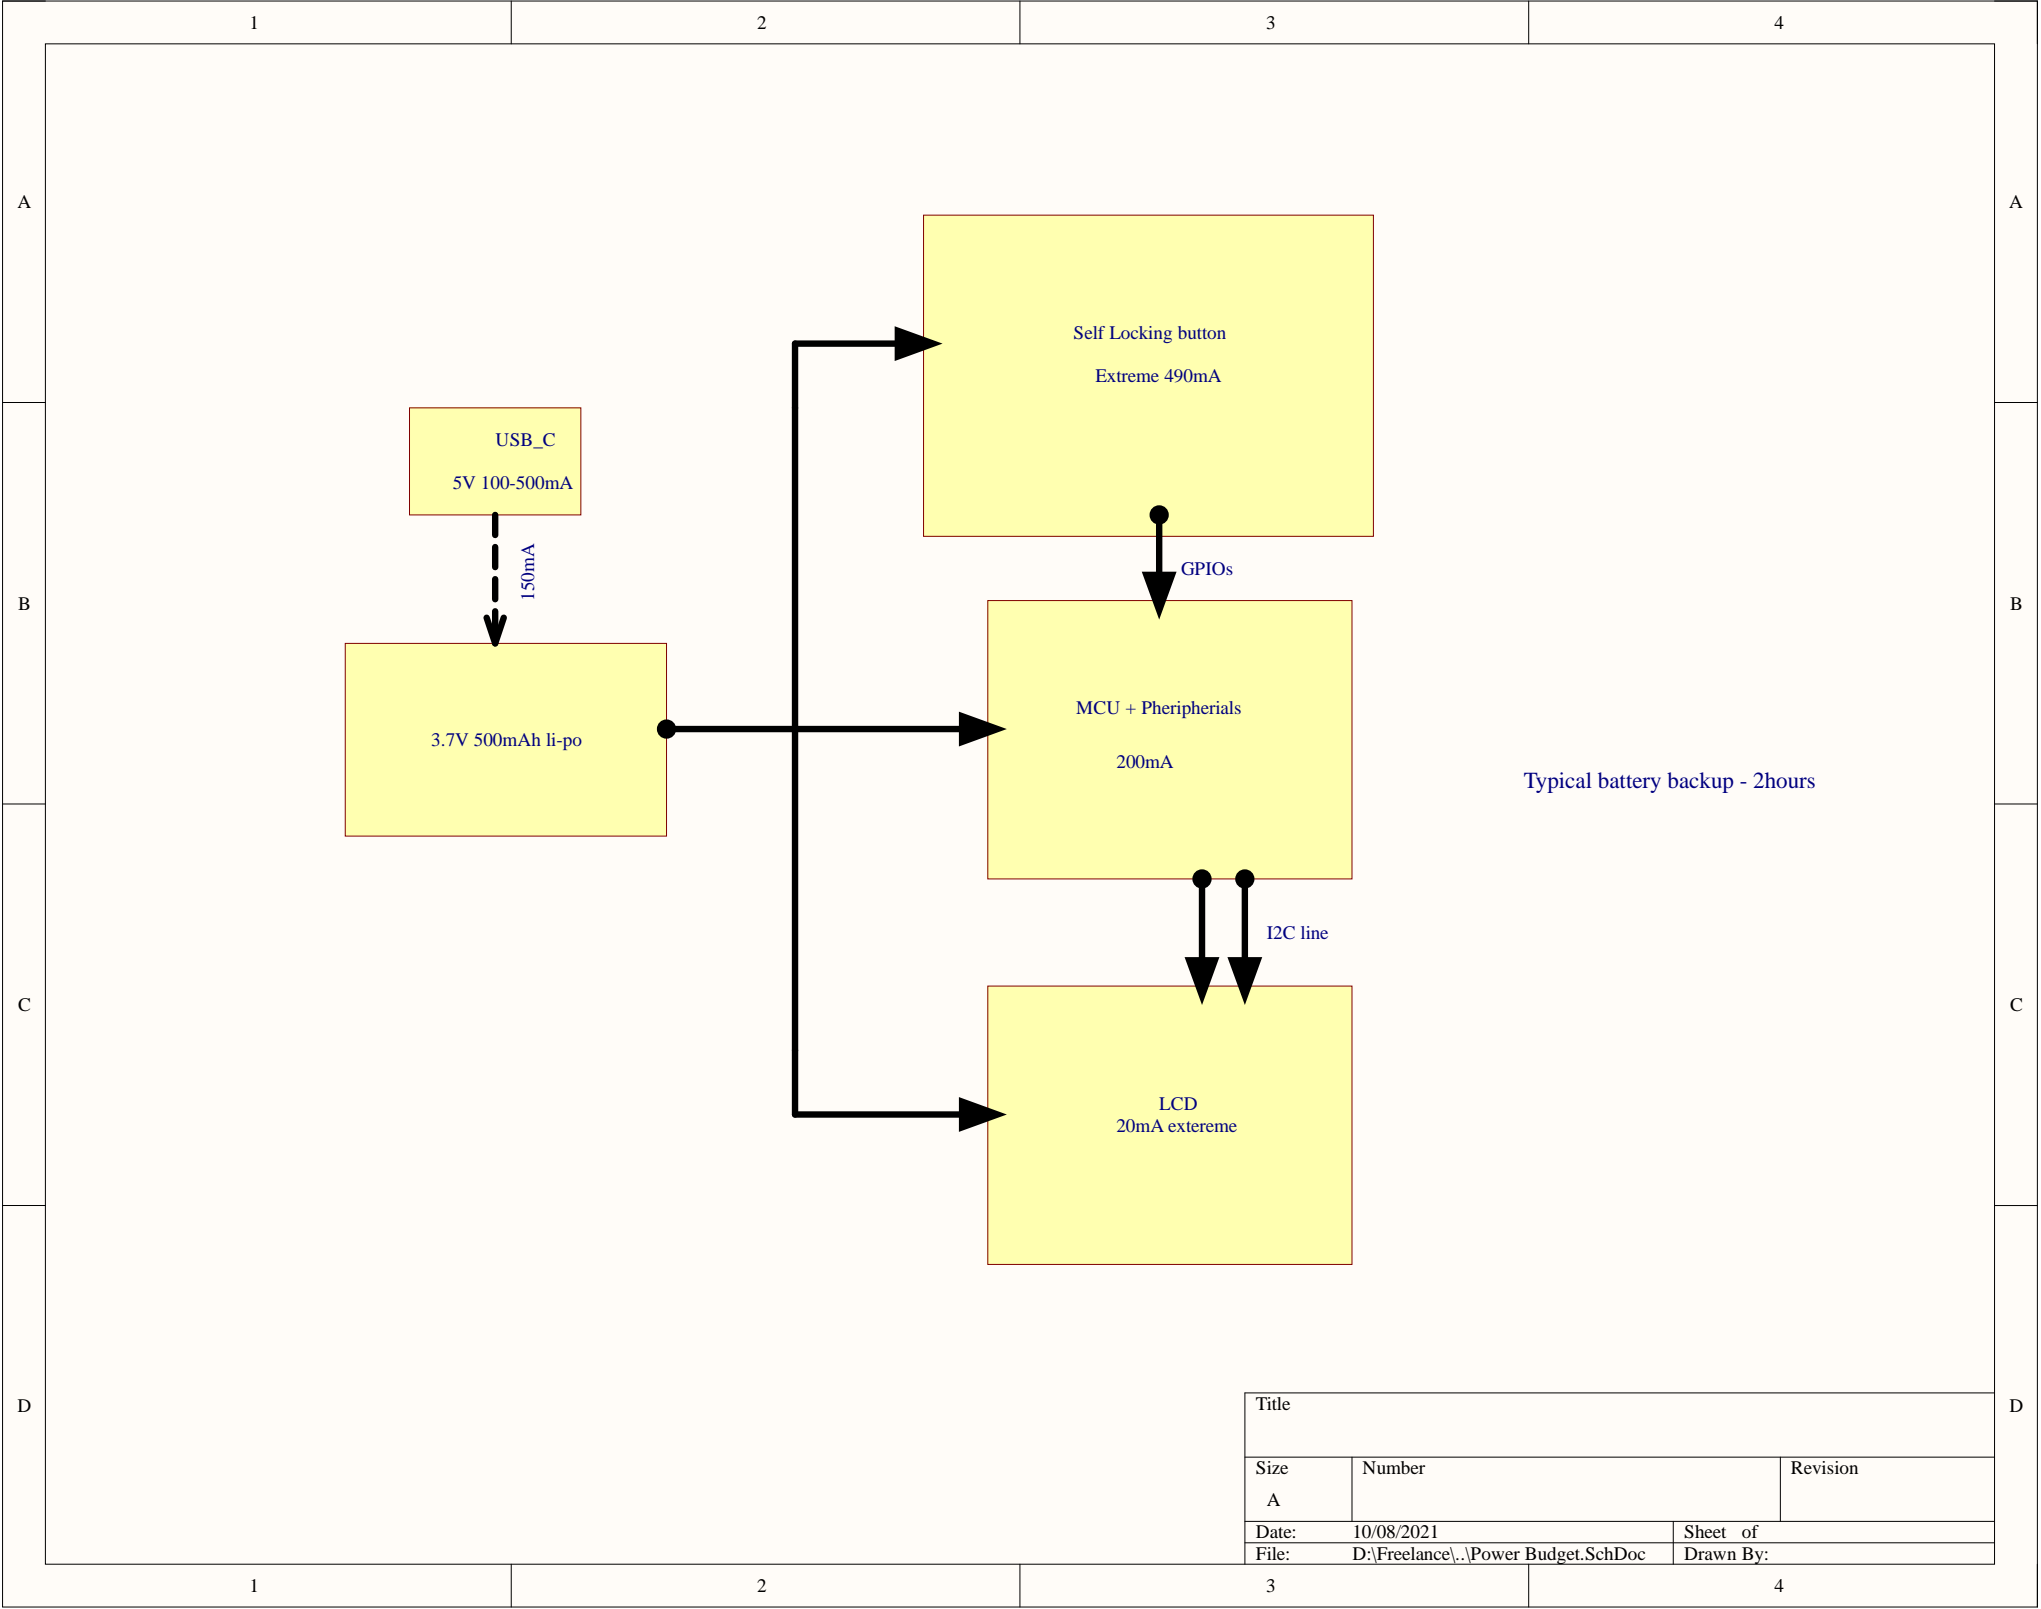 1 2 3 4
A A
Self Locking button
Extreme 490mA
USB_C
5V 100-500mA
150mA
GPIOs
B B
MCU + Pheripherials
3.7V 500mAh li-po
200mA
Typical battery backup - 2hours
I2C line
C C
LCD
20mA extereme
D D
Title
Size Number Revision
A
Date: 10/08/2021 Sheet of
File: D:\Freelance\..\Power Budget.SchDoc Drawn By:
1 2 3 4